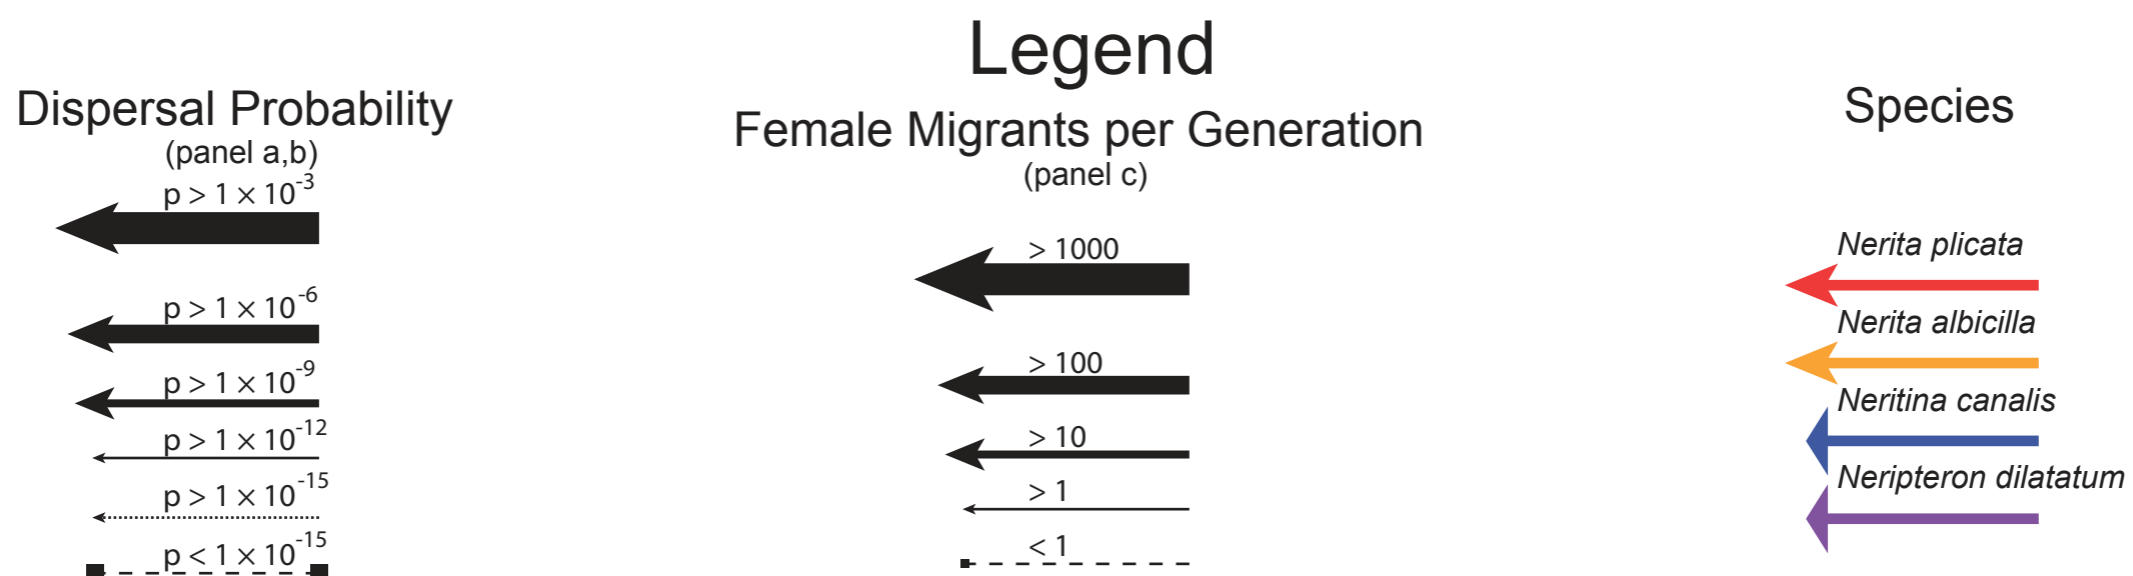 Legend
Dispersal Probability
(panel a,b)
p > 1 × 10^-3
p > 1 × 10^-6
p > 1 × 10^-9
p > 1 × 10^-12
p > 1 × 10^-15
p < 1 × 10^-15
Female Migrants per Generation
(panel c)
> 1000
> 100
> 10
> 1
< 1
Species
Nerita plicata
Nerita albicilla
Neritina canalis
Neripteron dilatatum